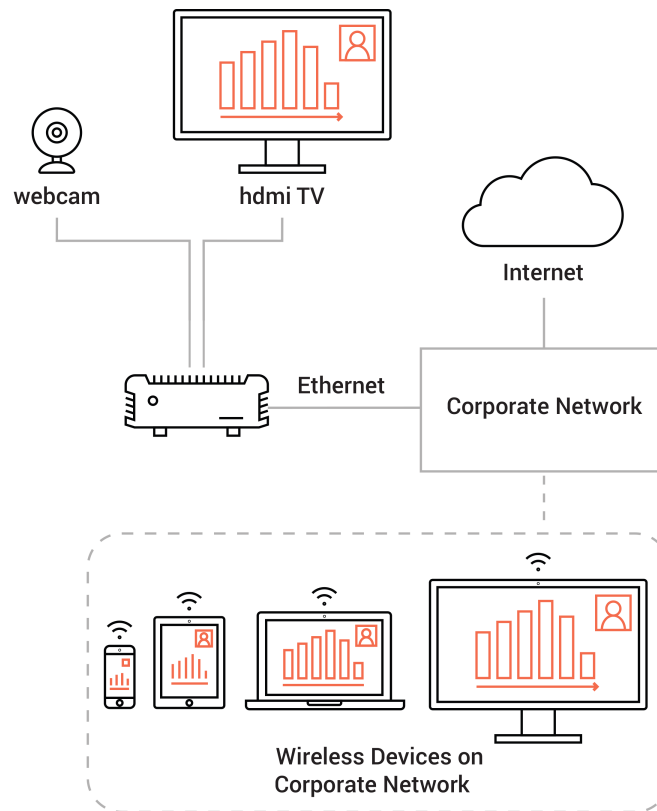 webcam
hdmi TV
Internet
Ethernet
Corporate Network
Wireless Devices on
Corporate Network